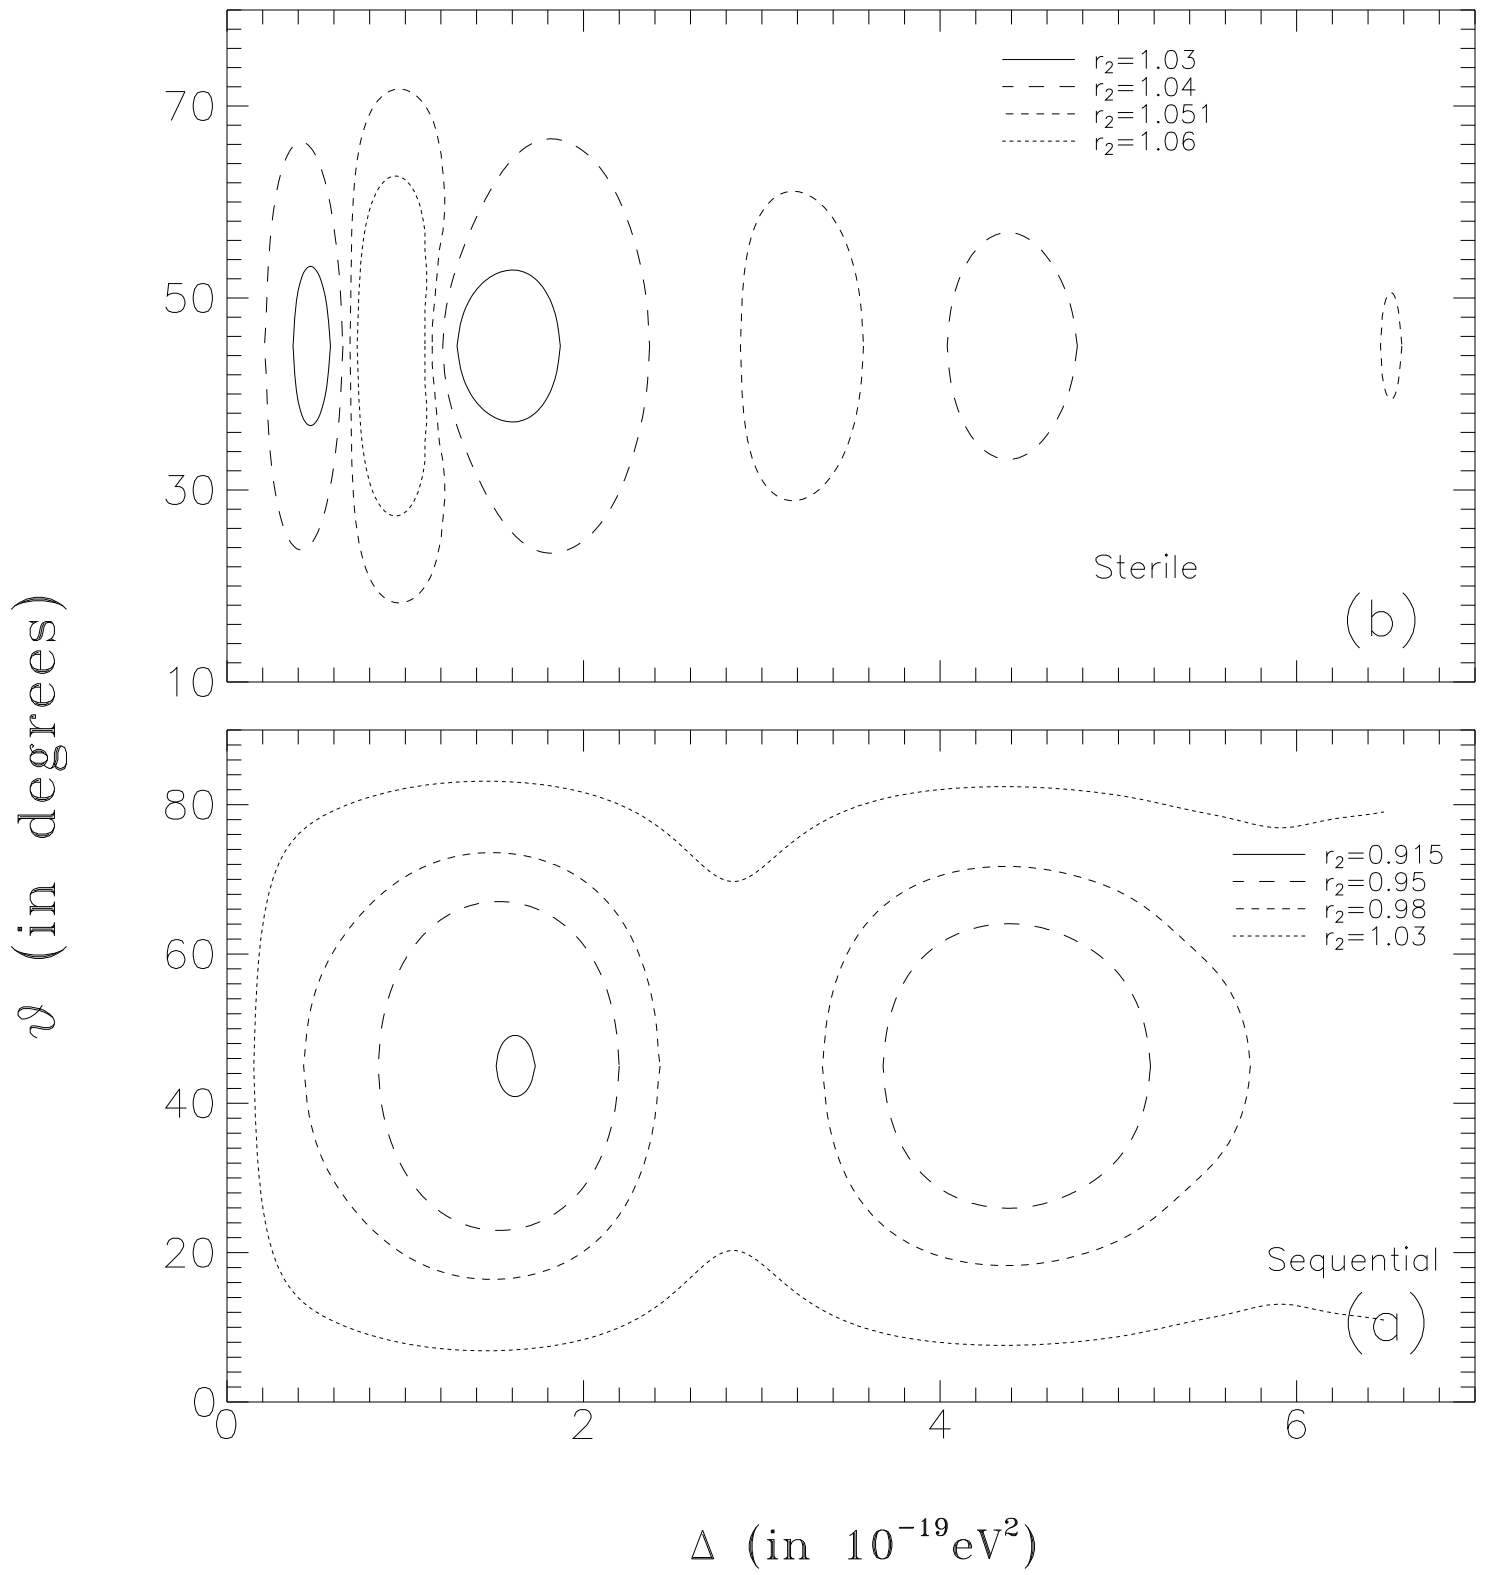 r₂=1.03
r₂=1.04
r₂=1.051
r₂=1.06
70
50
30
10
Sterile
(b)
ϑ (in degrees)
80
60
40
20
0
r₂=0.915
r₂=0.95
r₂=0.98
r₂=1.03
Sequential
(a)
0 2 4 6
Δ (in 10⁻¹⁹eV²)